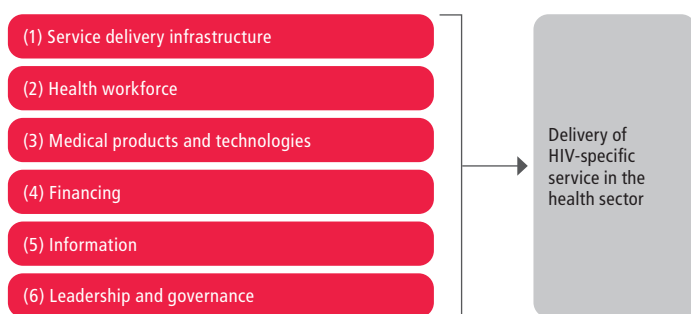 (1) Service delivery infrastructure
(2) Health workforce
(3) Medical products and technologies
(4) Financing
(5) Information
(6) Leadership and governance
Delivery of
HIV-specific
service in the
health sector